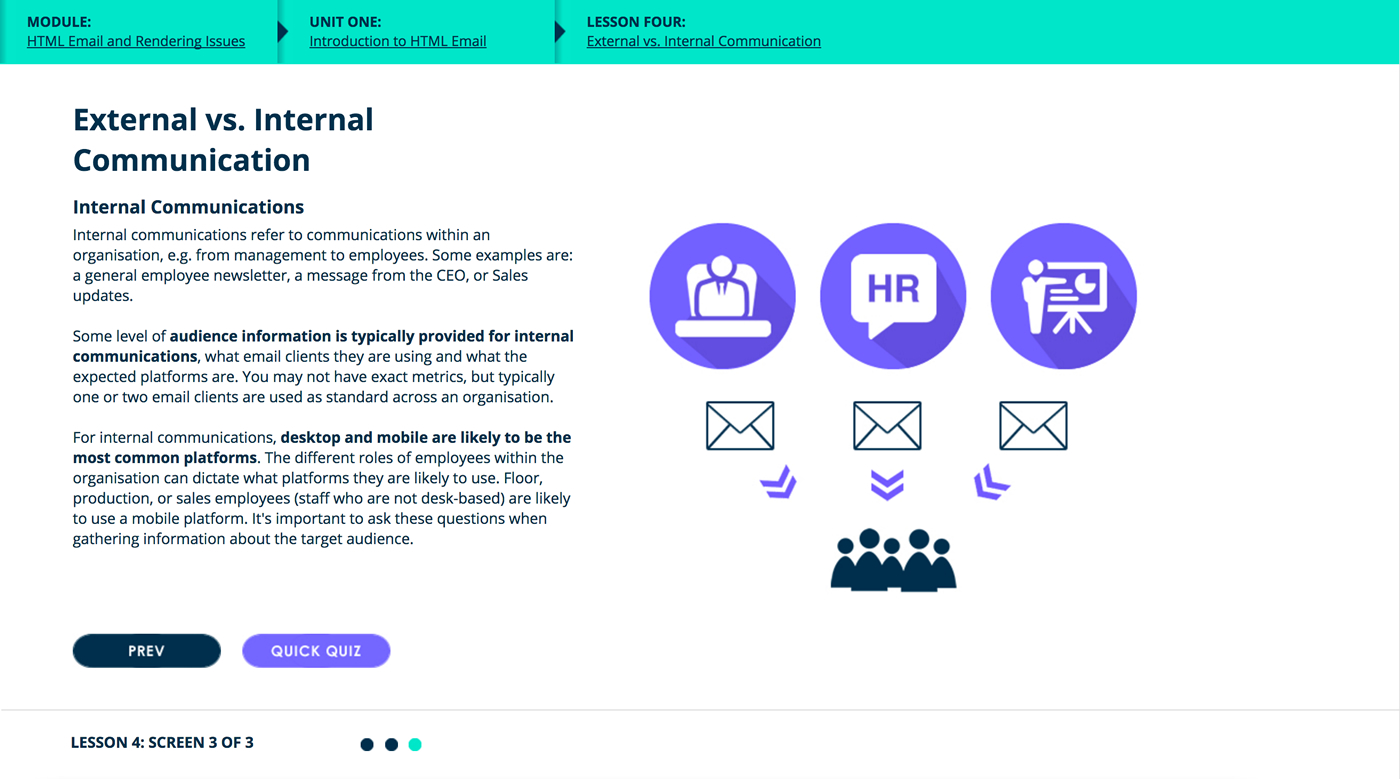 MODULE:
HTML Email and Rendering Issues
UNIT ONE:
Introduction to HTML Email
LESSON FOUR:
External vs. Internal Communication
External vs. Internal
Communication
Internal Communications
Internal communications refer to communications within an
organisation, e.g. from management to employees. Some examples are:
a general employee newsletter, a message from the CEO, or Sales
updates.
Some level of audience information is typically provided for internal
communications, what email clients they are using and what the
expected platforms are. You may not have exact metrics, but typically
one or two email clients are used as standard across an organisation.
For internal communications, desktop and mobile are likely to be the
most common platforms. The different roles of employees within the
organisation can dictate what platforms they are likely to use. Floor,
production, or sales employees (staff who are not desk-based) are likely
to use a mobile platform. It's important to ask these questions when
gathering information about the target audience.
HR
PREV
QUICK QUIZ
LESSON 4: SCREEN 3 OF 3